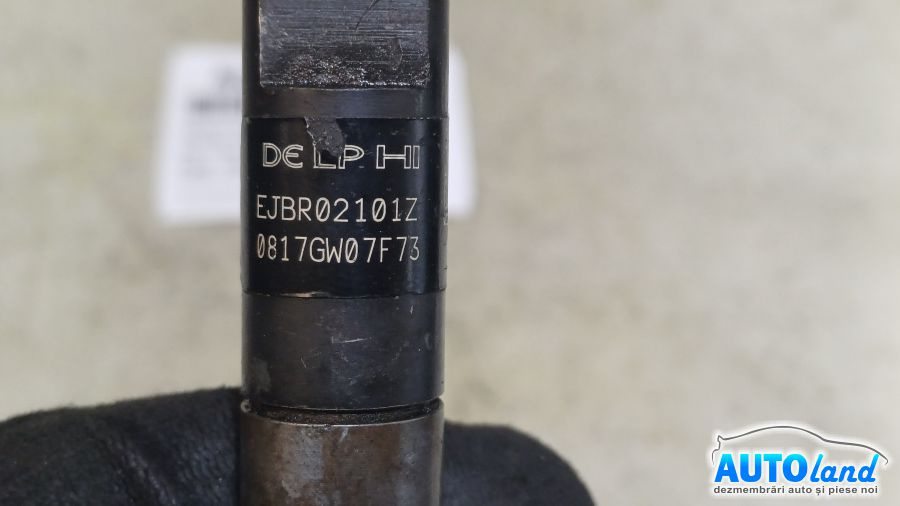 DELPHI
EJBR02101Z
0817GW07F73
AUTOland
dezmembrări auto și piese noi